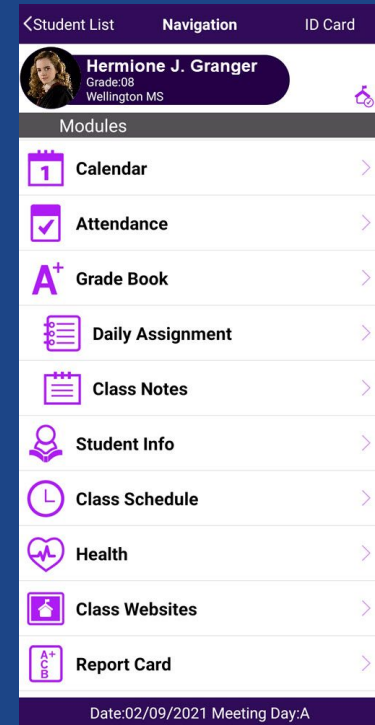 Student List Navigation ID Card
Hermione J. Granger
Grade:08
Wellington MS
Modules
1 Calendar
Attendance
A+ Grade Book
Daily Assignment
Class Notes
Student Info
Class Schedule
Health
Class Websites
A+
C
B
Report Card
Date:02/09/2021 Meeting Day:A